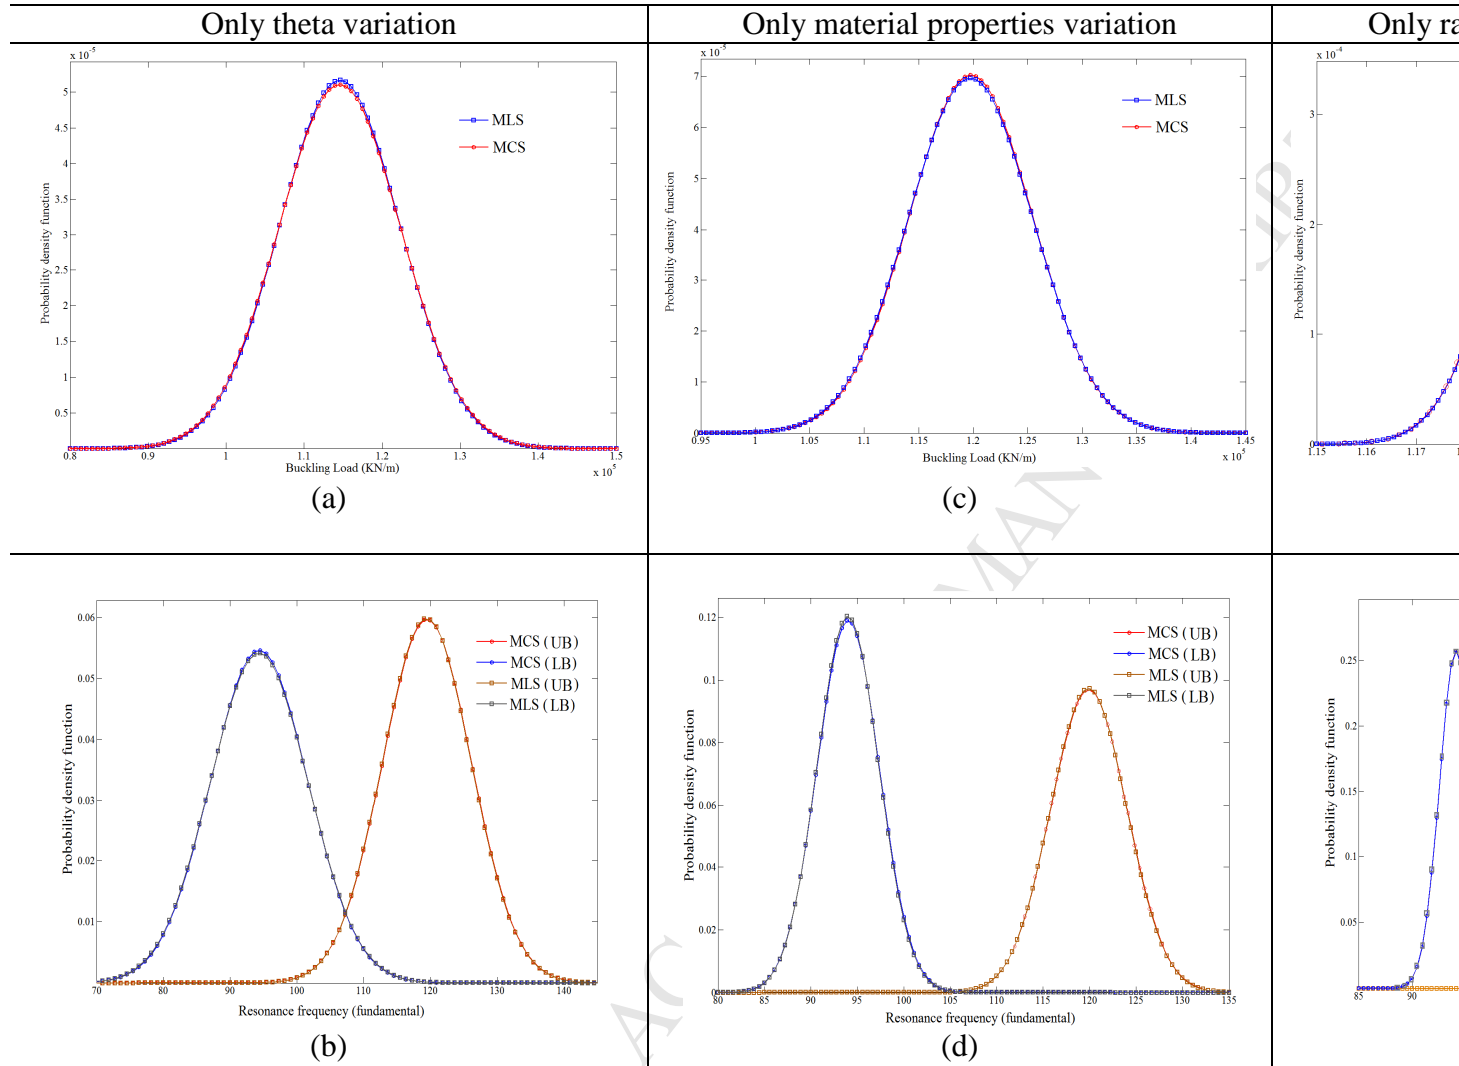 Only theta variation
Only material properties variation
Only ra
x 10^-5
5
4.5
4
3.5
3
2.5
2
1.5
1
0.5
Probability density function
MLS
MCS
0.8
0.9
1
1.1
1.2
1.3
1.4
1.5
x 10^5
Buckling Load (KN/m)
(a)
x 10^-5
7
6
5
4
3
2
1
0
Probability density function
MLS
MCS
0.95
1
1.05
1.1
1.15
1.2
1.25
1.3
1.35
1.4
1.45
x 10^5
Buckling Load (KN/m)
(c)
x 10^-4
3
2
1
0
Probability density function
1.15
1.16
1.17
1
0.06
0.05
0.04
0.03
0.02
0.01
Probability density function
MCS (UB)
MCS (LB)
MLS (UB)
MLS (LB)
70
80
90
100
110
120
130
140
Resonance frequency (fundamental)
(b)
0.12
0.1
0.08
0.06
0.04
0.02
0
Probability density function
MCS (UB)
MCS (LB)
MLS (UB)
MLS (LB)
80
85
90
95
100
105
110
115
120
125
130
135
Resonance frequency (fundamental)
(d)
0.25
0.2
0.15
0.1
0.05
Probability density function
85
90
MAN
AC